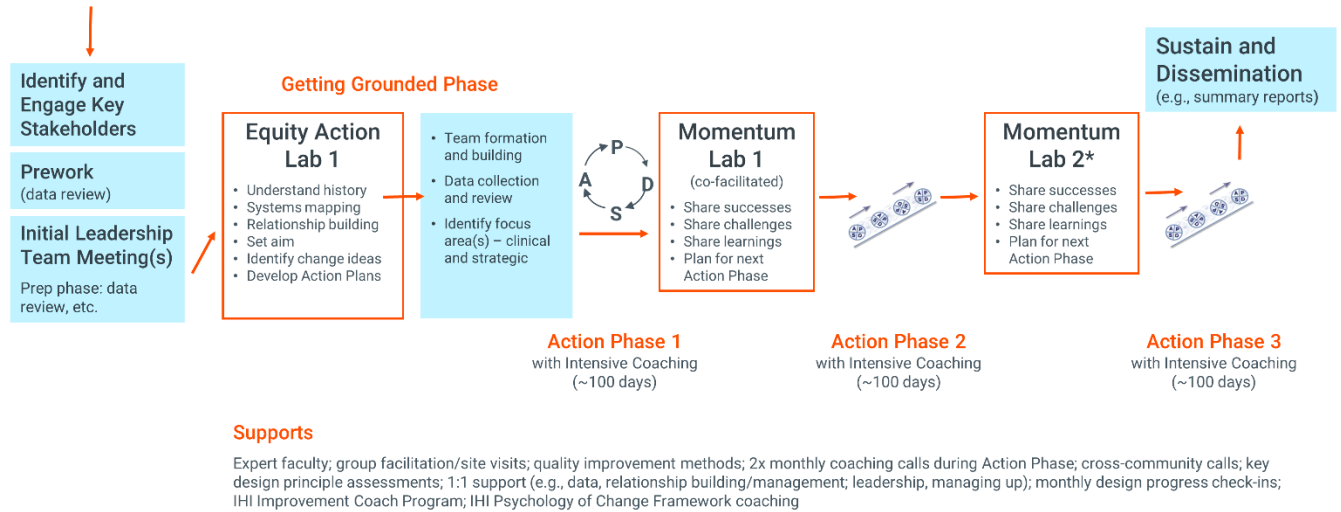 Identify and
Engage Key
Stakeholders
Prework
(data review)
Initial Leadership
Team Meeting(s)
Prep phase: data
review, etc.
Getting Grounded Phase
Equity Action
Lab 1
• Understand history
• Systems mapping
• Relationship building
• Set aim
• Identify change ideas
• Develop Action Plans
• Team formation
and building
• Data collection
and review
• Identify focus
area(s) – clinical
and strategic
P
D
S
A
Momentum
Lab 1
(co-facilitated)
• Share successes
• Share challenges
• Share learnings
• Plan for next
Action Phase
Momentum
Lab 2*
• Share successes
• Share challenges
• Share learnings
• Plan for next
Action Phase
Sustain and
Dissemination
(e.g., summary reports)
Action Phase 1
with Intensive Coaching
(~100 days)
Action Phase 2
with Intensive Coaching
(~100 days)
Action Phase 3
with Intensive Coaching
(~100 days)
Supports
Expert faculty; group facilitation/site visits; quality improvement methods; 2x monthly coaching calls during Action Phase; cross-community calls; key
design principle assessments; 1:1 support (e.g., data, relationship building/management; leadership, managing up); monthly design progress check-ins;
IHI Improvement Coach Program; IHI Psychology of Change Framework coaching